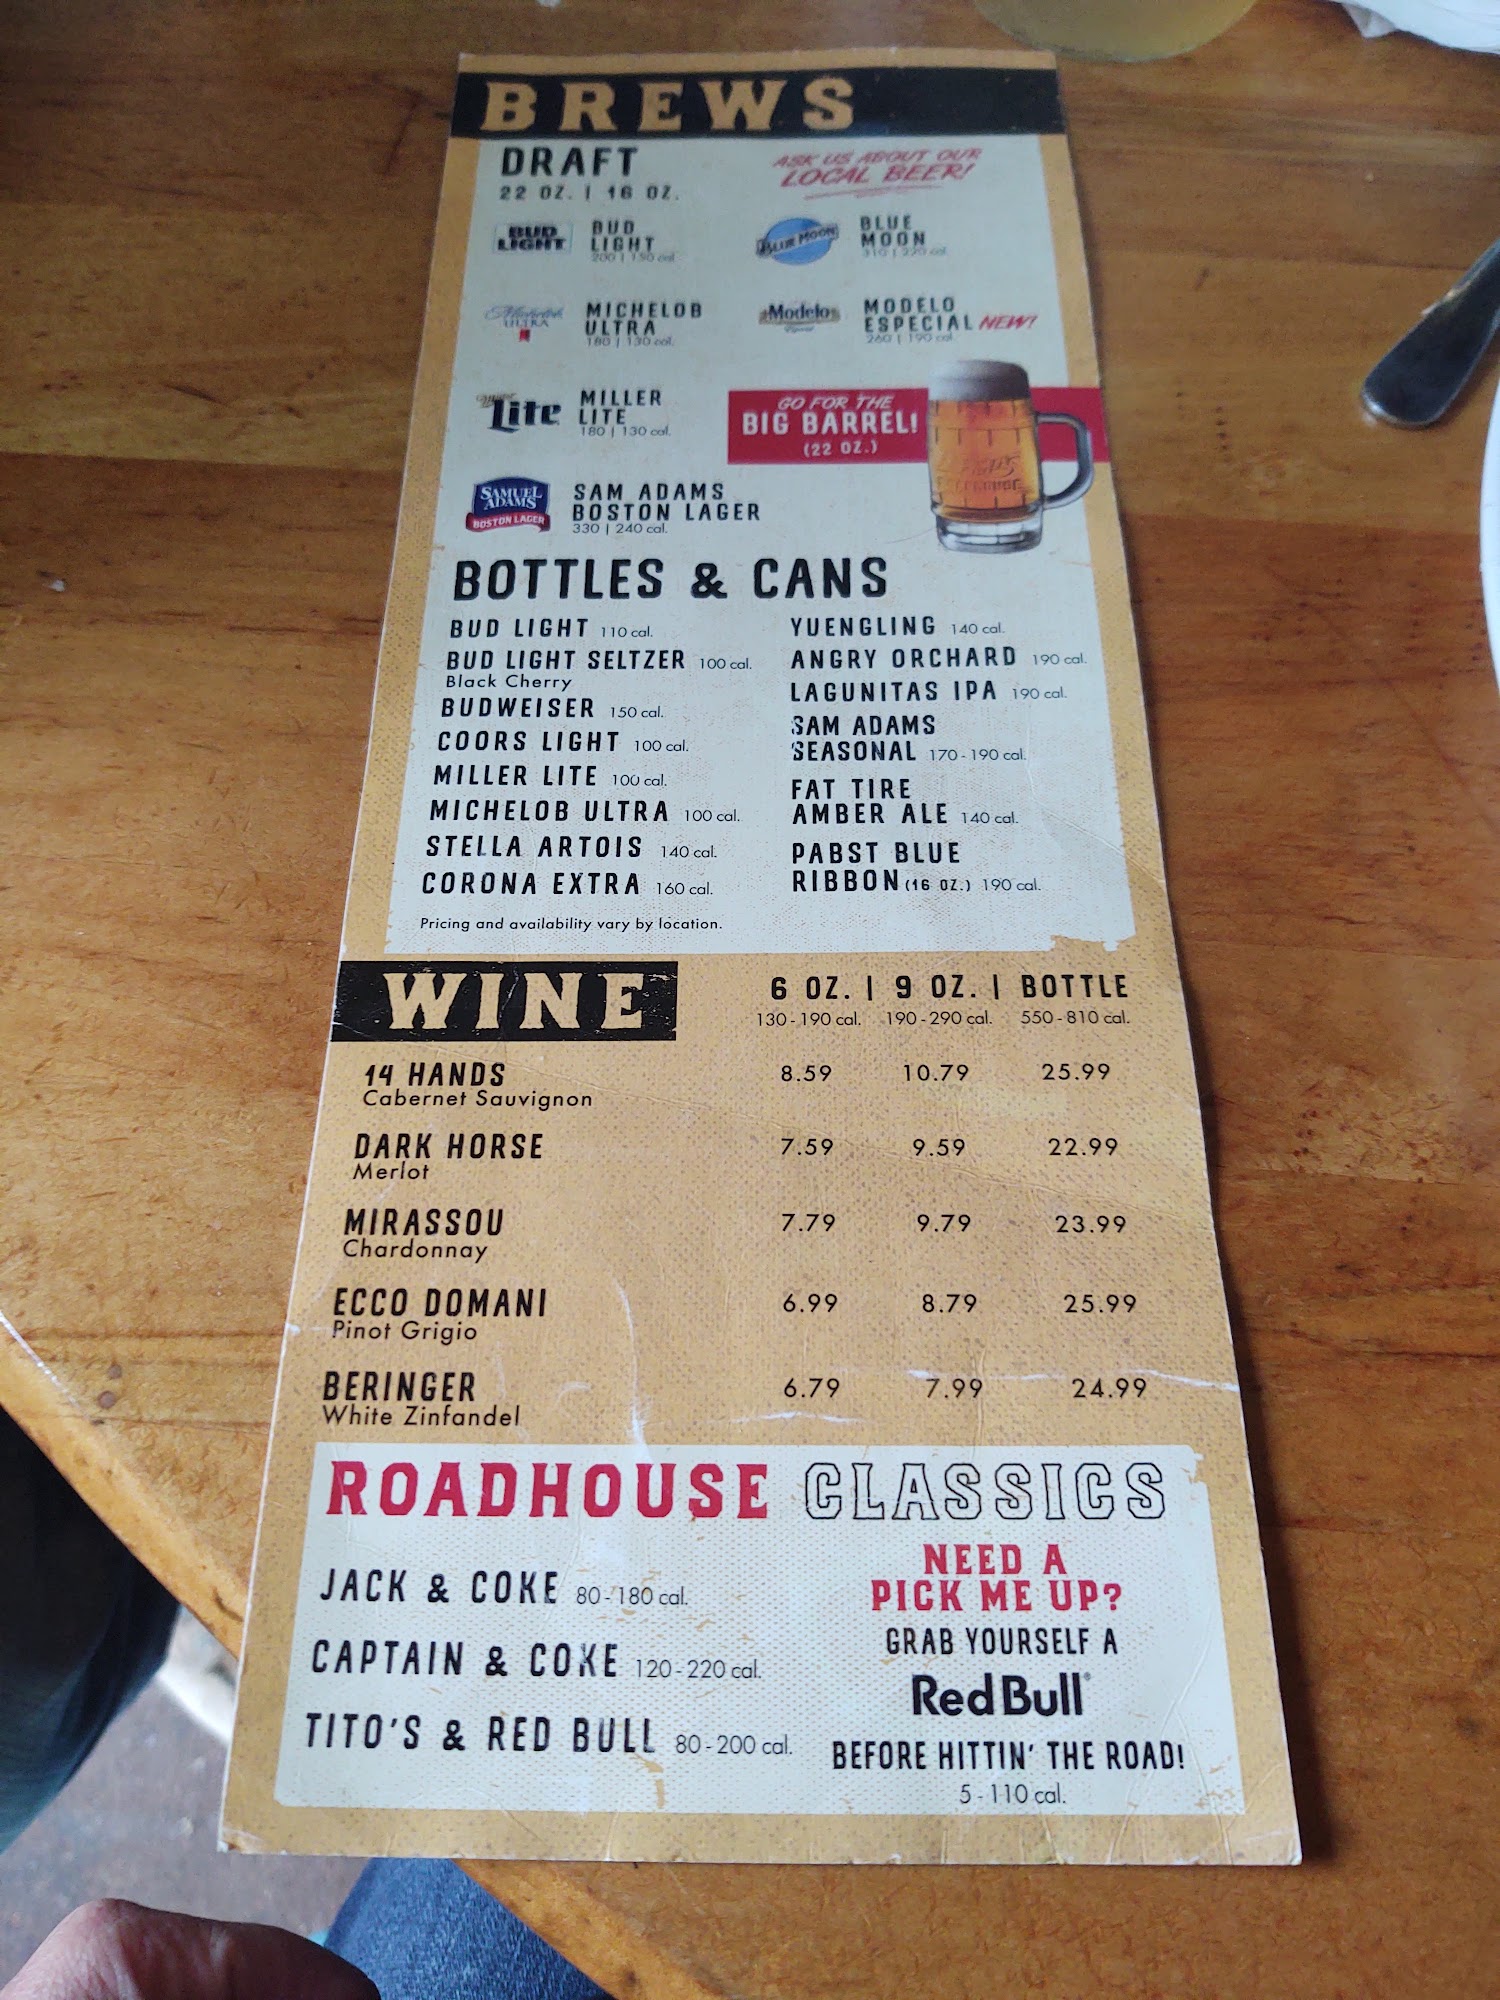 BREWS
DRAFT
22 OZ. | 16 OZ.
ASK US ABOUT OUR
LOCAL BEER!
BUD
LIGHT
BUD
LIGHT
200 | 150 cal.
BLUE MOON
BLUE
MOON
310 | 220 cal.
Michelob
ULTRA
MICHELOB
ULTRA
180 | 130 cal.
Modelo
MODELO
ESPECIAL NEW!
260 | 190 cal.
Lite
MILLER
LITE
180 | 130 cal.
GO FOR THE
BIG BARREL!
(22 OZ.)
SAMUEL
ADAMS
BOSTON LAGER
SAM ADAMS
BOSTON LAGER
330 | 240 cal.
BOTTLES & CANS
BUD LIGHT 110 cal.
BUD LIGHT SELTZER 100 cal.
Black Cherry
BUDWEISER 150 cal.
COORS LIGHT 100 cal.
MILLER LITE 100 cal.
MICHELOB ULTRA 100 cal.
STELLA ARTOIS 140 cal.
CORONA EXTRA 160 cal.
YUENGLING 140 cal.
ANGRY ORCHARD 190 cal.
LAGUNITAS IPA 190 cal.
SAM ADAMS
SEASONAL 170-190 cal.
FAT TIRE
AMBER ALE 140 cal.
PABST BLUE
RIBBON (16 OZ.) 190 cal.
Pricing and availability vary by location.
WINE
6 OZ. | 9 OZ. | BOTTLE
130-190 cal. 190-290 cal. 550-810 cal.
14 HANDS 8.59 10.79 25.99
Cabernet Sauvignon
DARK HORSE 7.59 9.59 22.99
Merlot
MIRASSOU 7.79 9.79 23.99
Chardonnay
ECCO DOMANI 6.99 8.79 25.99
Pinot Grigio
BERINGER 6.79 7.99 24.99
White Zinfandel
ROADHOUSE CLASSICS
JACK & COKE 80-180 cal.
CAPTAIN & COKE 120-220 cal.
TITO'S & RED BULL 80-200 cal.
NEED A
PICK ME UP?
GRAB YOURSELF A
Red Bull®
BEFORE HITTIN' THE ROAD!
5-110 cal.